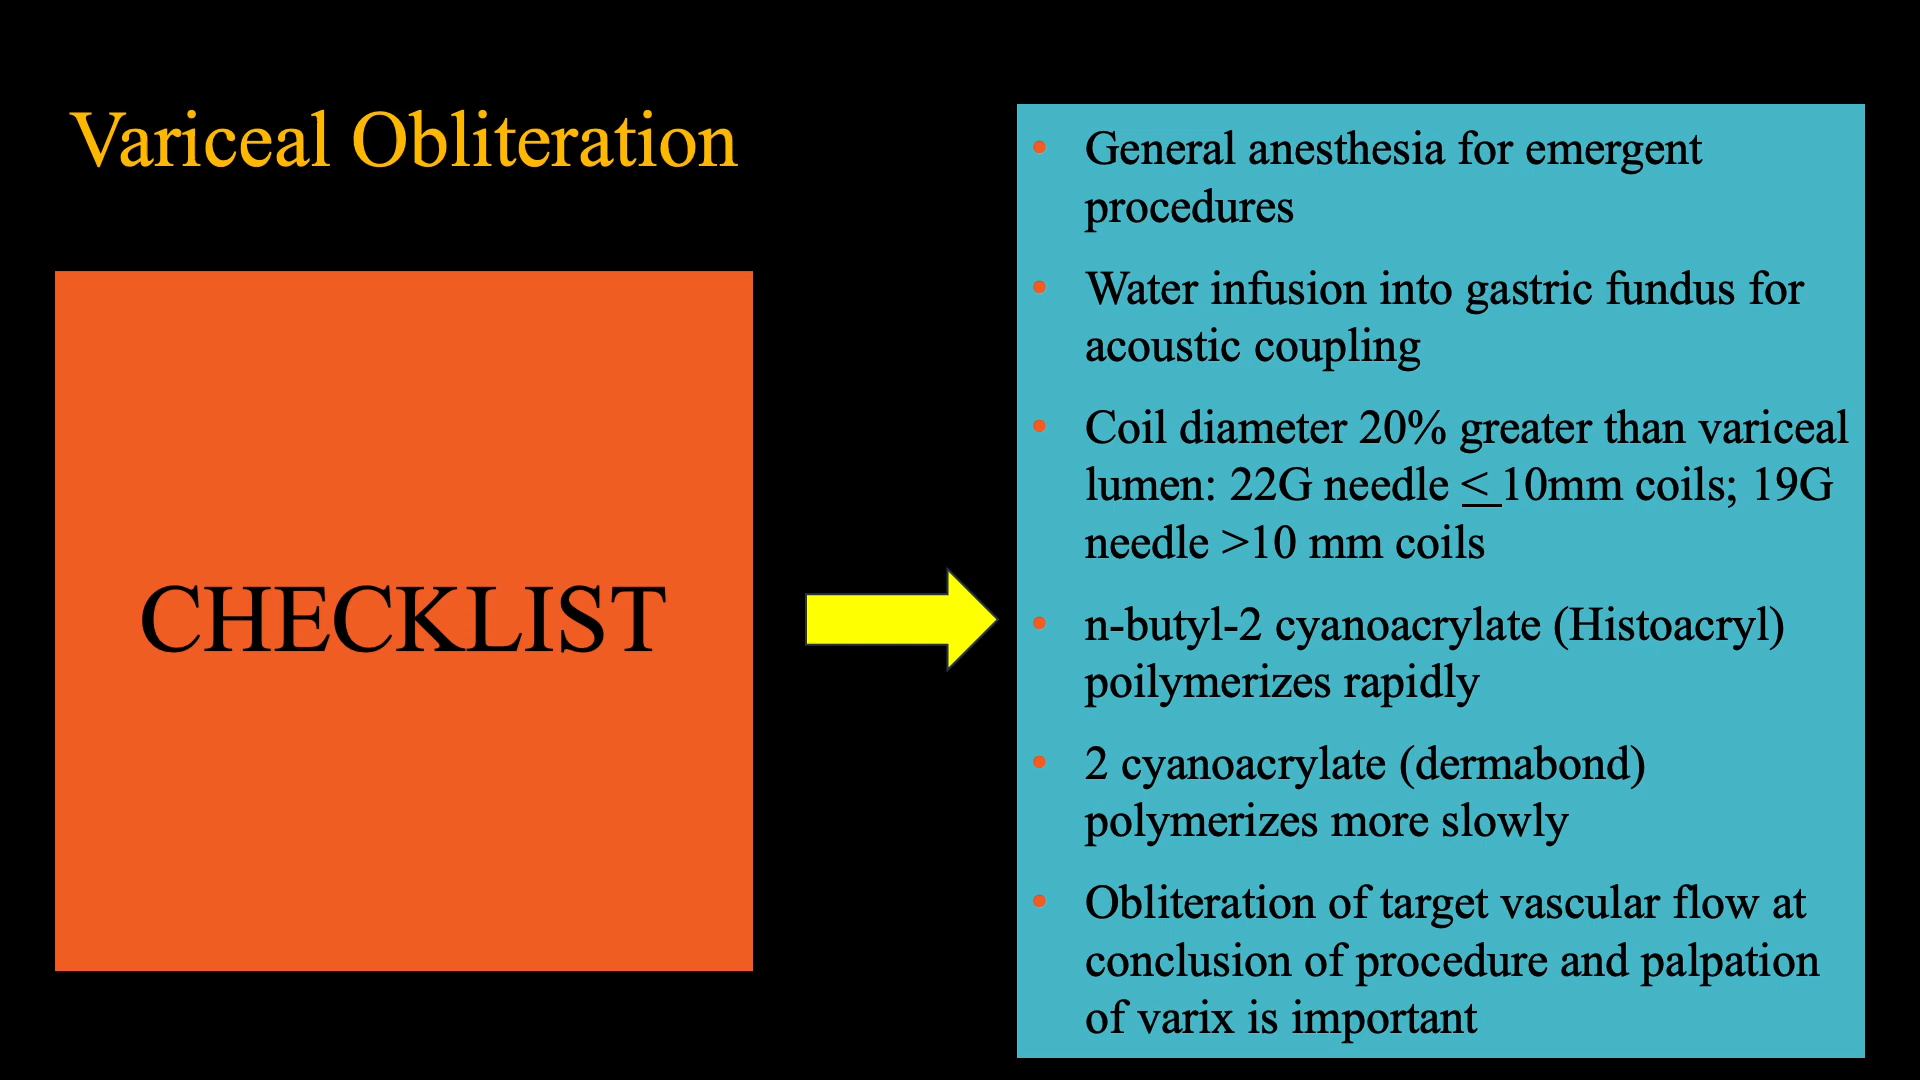 Variceal Obliteration
CHECKLIST
• General anesthesia for emergent
procedures
• Water infusion into gastric fundus for
acoustic coupling
• Coil diameter 20% greater than variceal
lumen: 22G needle < 10mm coils; 19G
needle >10 mm coils
• n-butyl-2 cyanoacrylate (Histoacryl)
poilymerizes rapidly
• 2 cyanoacrylate (dermabond)
polymerizes more slowly
• Obliteration of target vascular flow at
conclusion of procedure and palpation
of varix is important